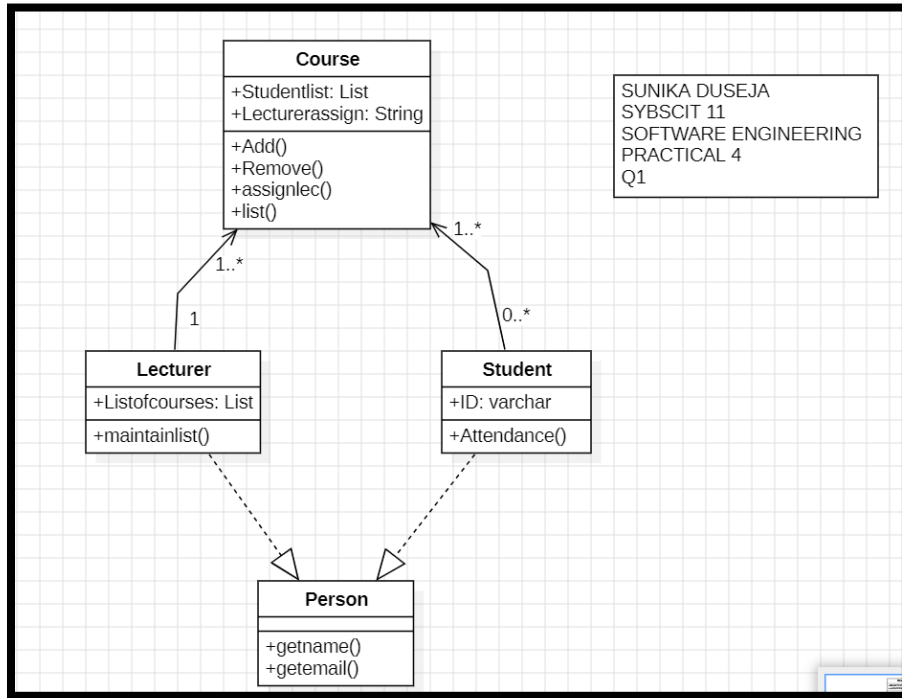 Course
+Studentlist: List
+Lecturerassign: String
+Add()
+Remove()
+assignlec()
+list()
SUNIKA DUSEJA
SYBSCIT 11
SOFTWARE ENGINEERING
PRACTICAL 4
Q1
1..*
1..*
1
0..*
Lecturer
+Listofcourses: List
+maintainlist()
Student
+ID: varchar
+Attendance()
Person
+getname()
+getemail()